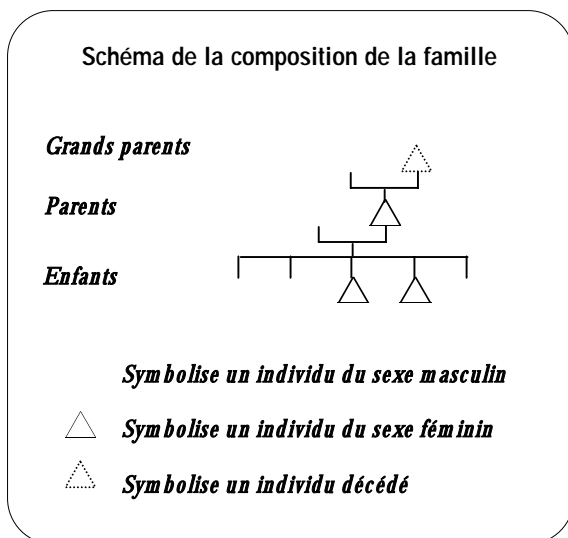 Schéma de la composition de la famille
Grands parents
Parents
Enfants
Symbolise un individu du sexe masculin
Symbolise un individu du sexe féminin
Symbolise un individu décédé